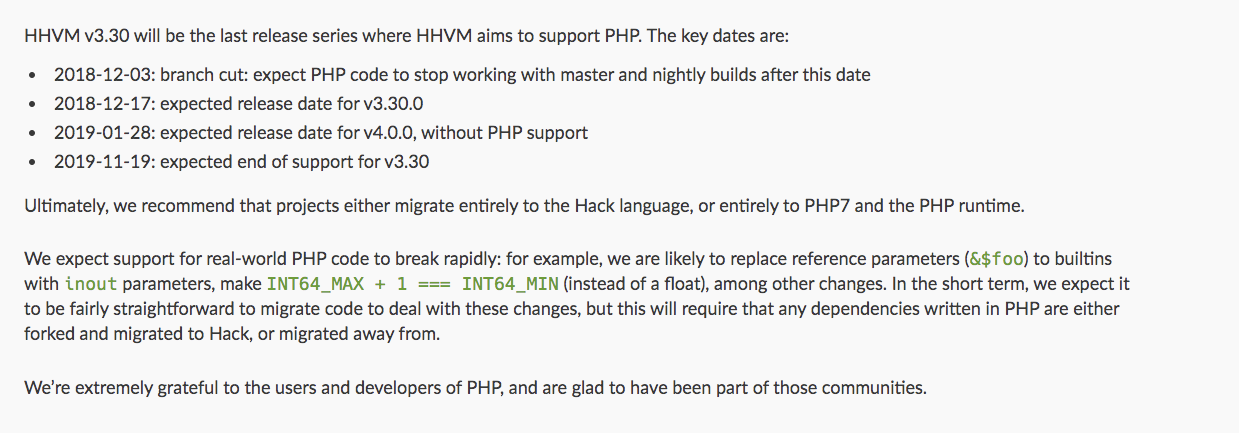 HHVM v3.30 will be the last release series where HHVM aims to support PHP. The key dates are:
• 2018-12-03: branch cut: expect PHP code to stop working with master and nightly builds after this date
• 2018-12-17: expected release date for v3.30.0
• 2019-01-28: expected release date for v4.0.0, without PHP support
• 2019-11-19: expected end of support for v3.30
Ultimately, we recommend that projects either migrate entirely to the Hack language, or entirely to PHP7 and the PHP runtime.
We expect support for real-world PHP code to break rapidly: for example, we are likely to replace reference parameters (&$foo) to builtins
with inout parameters, make INT64_MAX + 1 === INT64_MIN (instead of a float), among other changes. In the short term, we expect it
to be fairly straightforward to migrate code to deal with these changes, but this will require that any dependencies written in PHP are either
forked and migrated to Hack, or migrated away from.
We’re extremely grateful to the users and developers of PHP, and are glad to have been part of those communities.